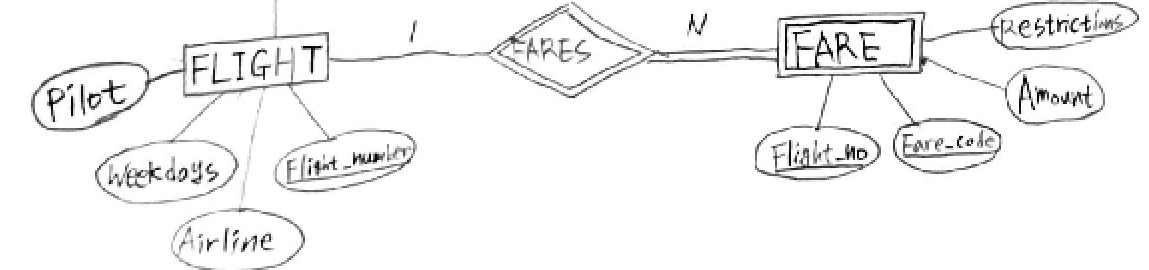 Restrictions
1
N
FARES
FARE
FLIGHT
Pilot
Amount
Weekdays
Flight_number
Flight_no
Fare_code
Airline